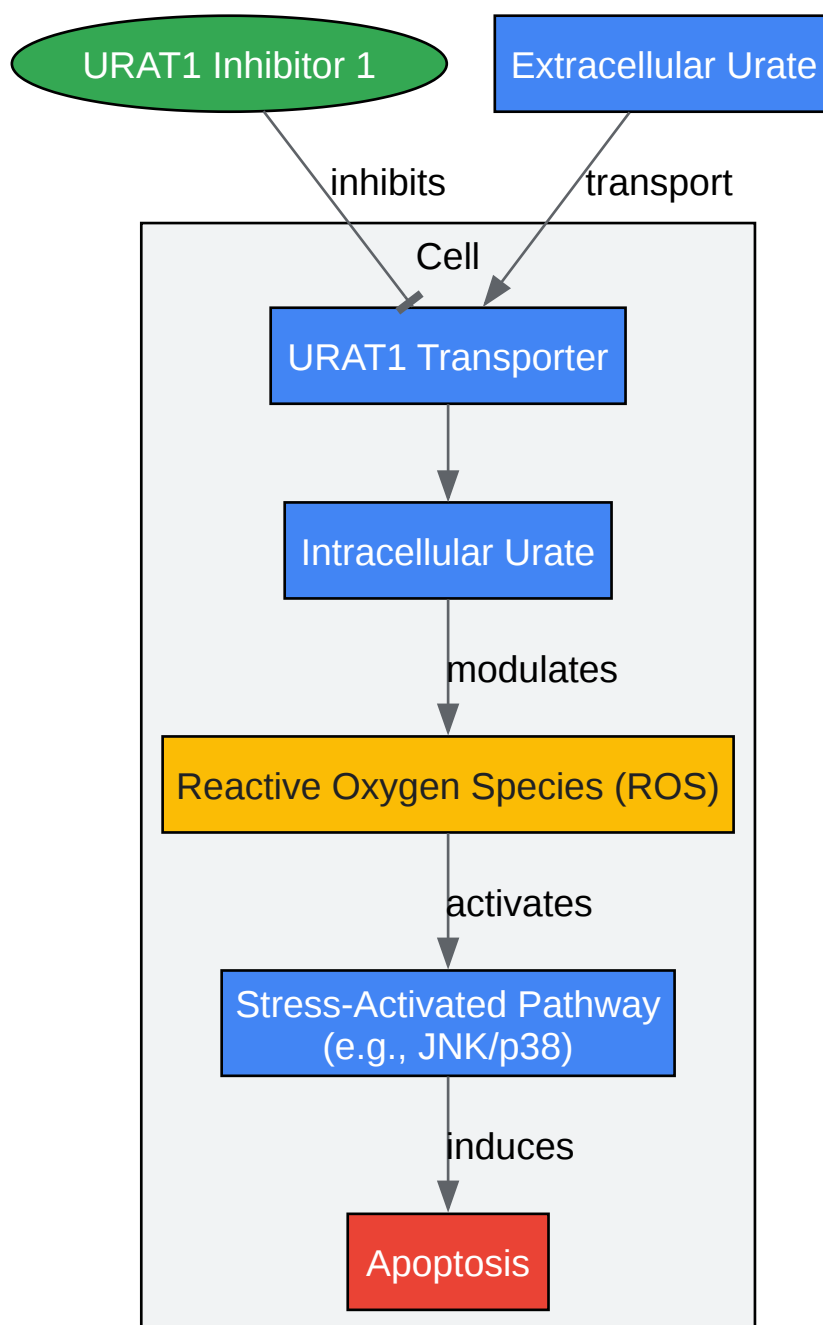 URAT1 Inhibitor 1
Extracellular Urate
inhibits
transport
Cell
URAT1 Transporter
Intracellular Urate
modulates
Reactive Oxygen Species (ROS)
activates
Stress-Activated Pathway
(e.g., JNK/p38)
induces
Apoptosis